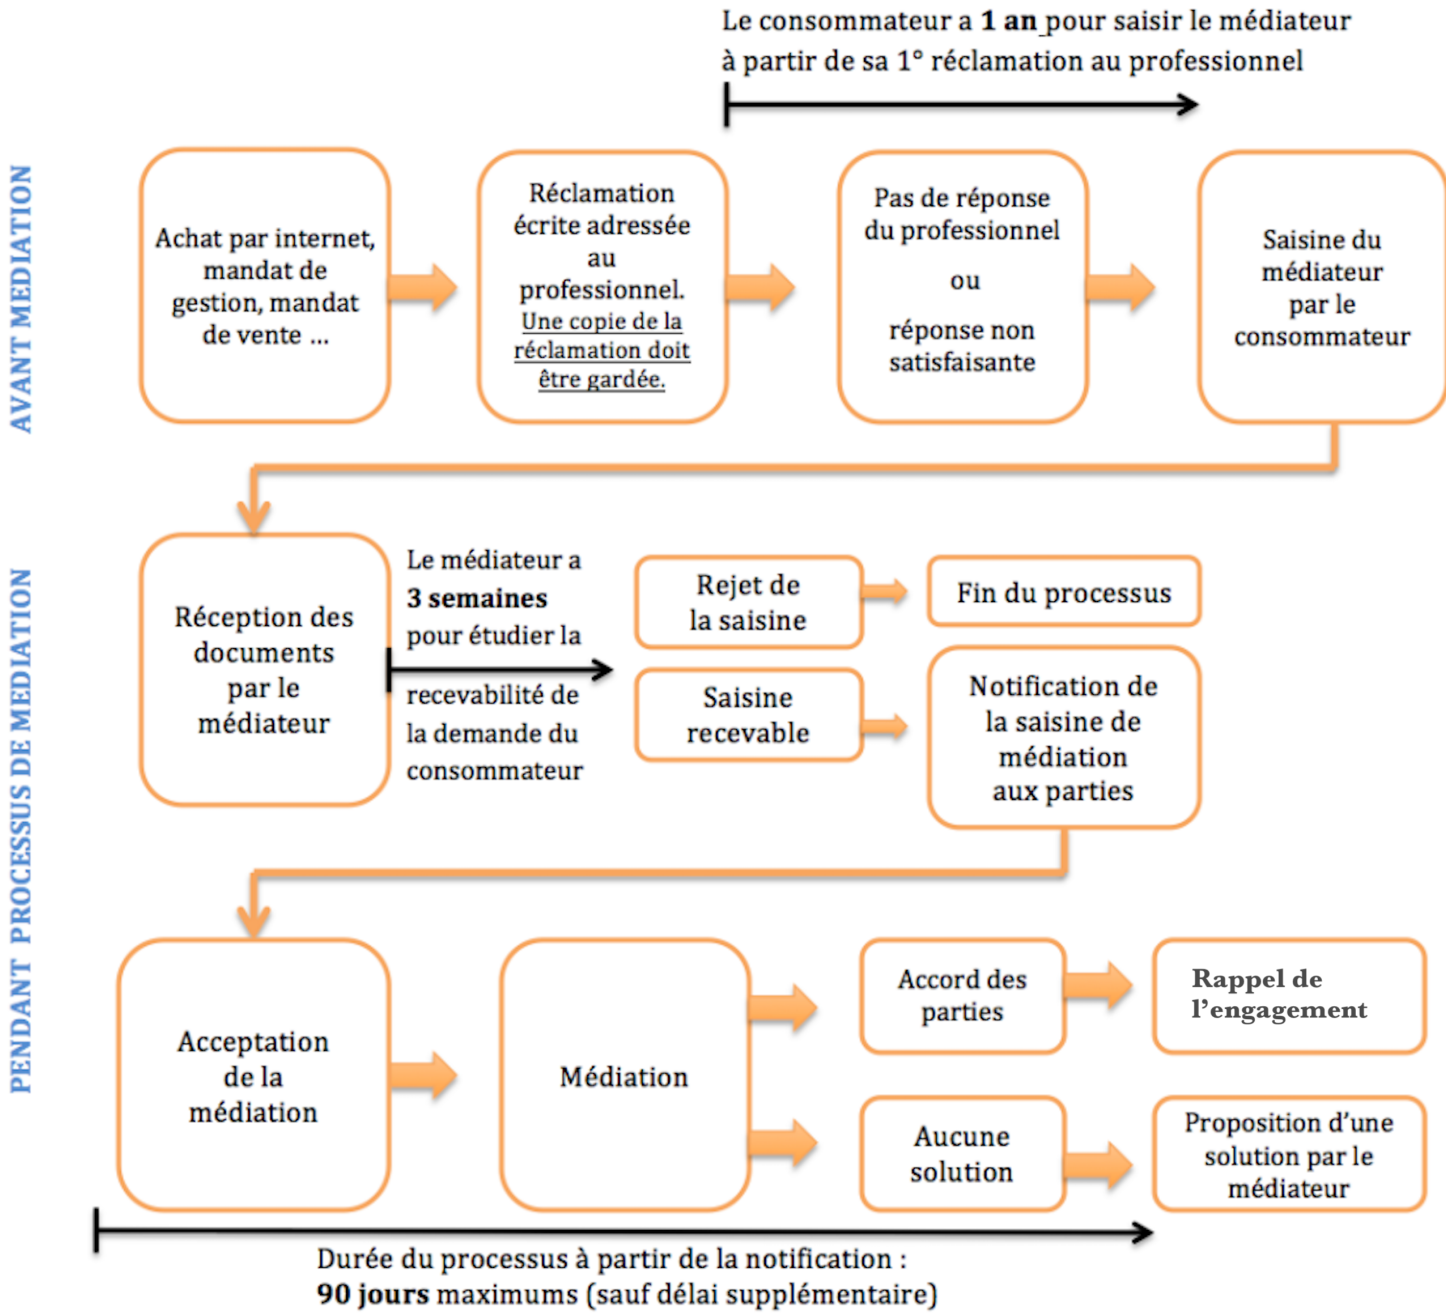 Le consommateur a 1 an pour saisir le médiateur
à partir de sa 1° réclamation au professionnel
AVANT MEDIATION
Achat par internet,
mandat de
gestion, mandat
de vente ...
Réclamation
écrite adressée
au
professionnel.
Une copie de la
réclamation doit
être gardée.
Pas de réponse
du professionnel
ou
réponse non
satisfaisante
Saisine du
médiateur
par le
consommateur
PENDANT PROCESSUS DE MEDIATION
Réception des
documents
par le
médiateur
Le médiateur a
3 semaines
pour étudier la
recevabilité de
la demande du
consommateur
Rejet de
la saisine
Fin du processus
Saisine
recevable
Notification de
la saisine de
médiation
aux parties
Acceptation
de la
médiation
Médiation
Accord des
parties
Rappel de
l’engagement
Aucune
solution
Proposition d’une
solution par le
médiateur
Durée du processus à partir de la notification :
90 jours maximums (sauf délai supplémentaire)